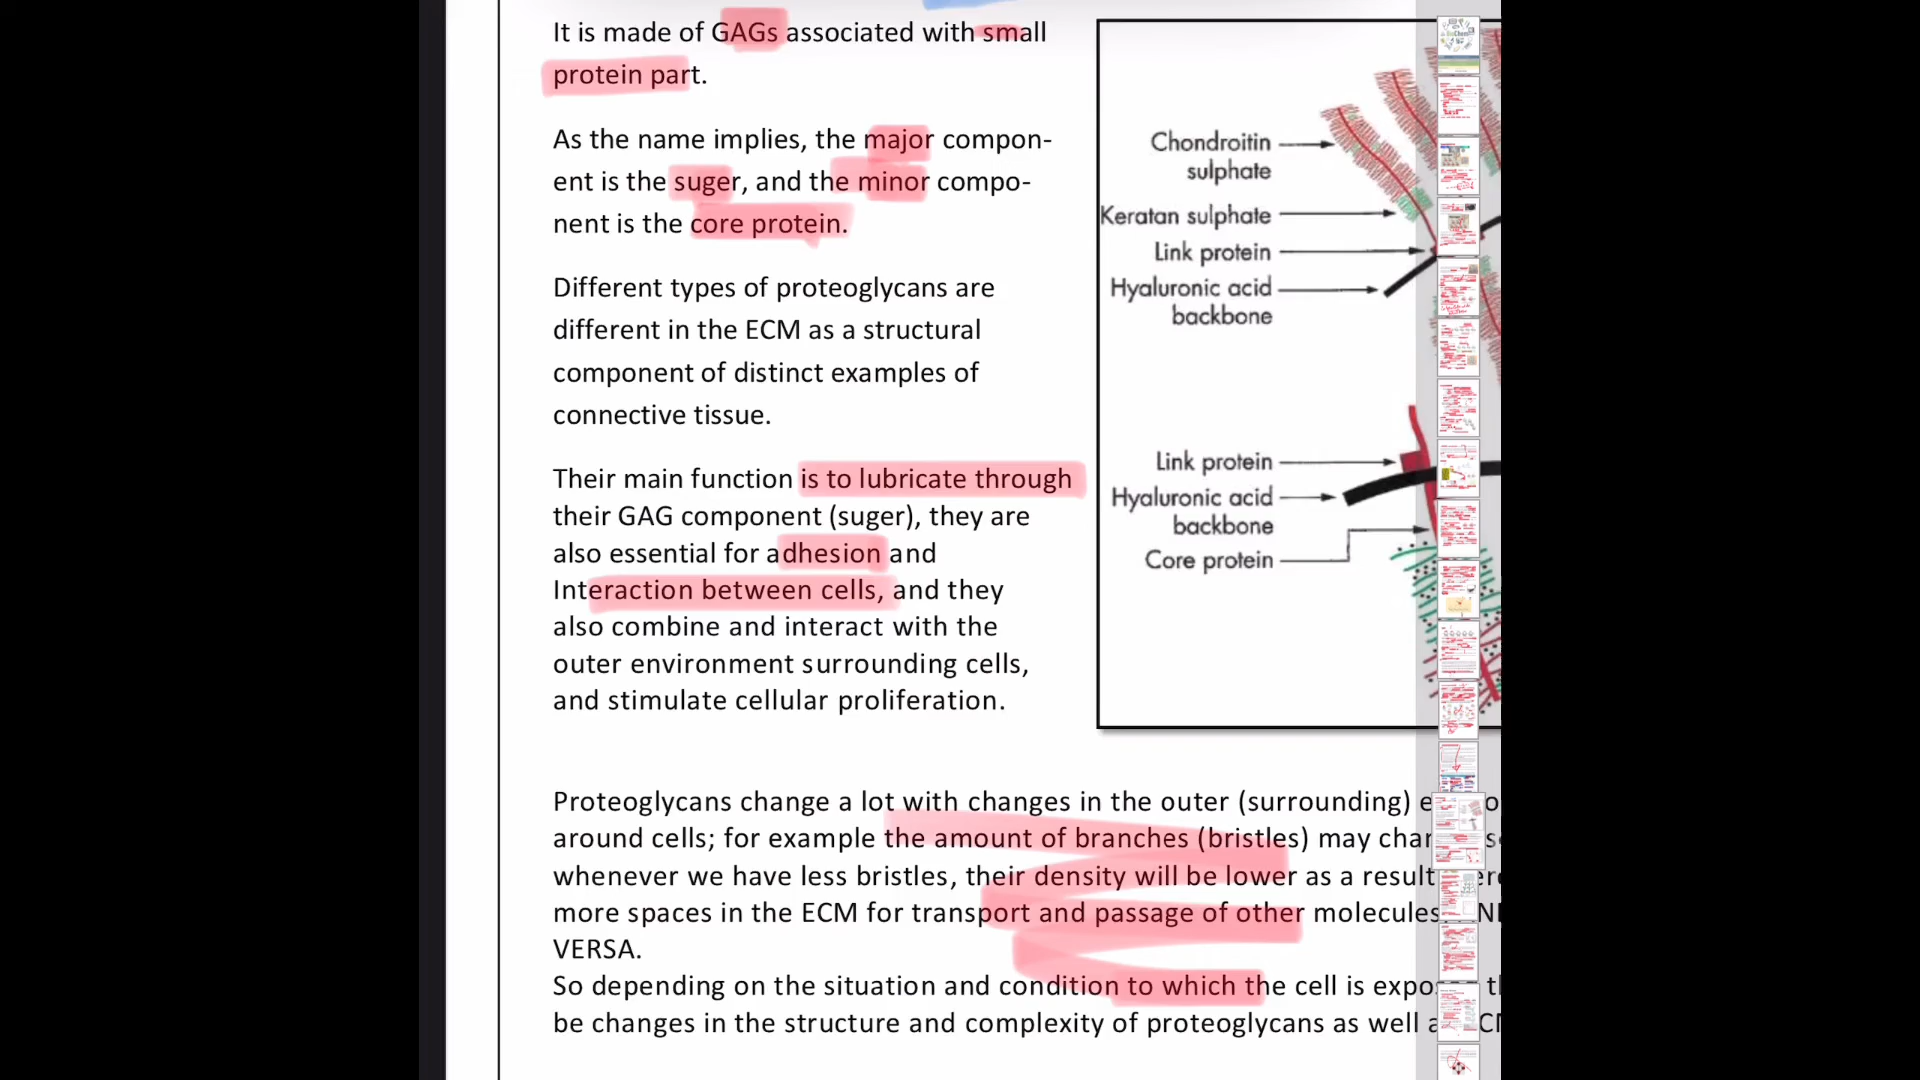 It is made of GAGs associated with small
protein part.
As the name implies, the major compon-
ent is the suger, and the minor compo-
nent is the core protein.
Different types of proteoglycans are
different in the ECM as a structural
component of distinct examples of
connective tissue.
Their main function is to lubricate through
their GAG component (suger), they are
also essential for adhesion and
Interaction between cells, and they
also combine and interact with the
outer environment surrounding cells,
and stimulate cellular proliferation.
Chondroitin
sulphate
Keratan sulphate
Link protein
Hyaluronic acid
backbone
Link protein
Hyaluronic acid
backbone
Core protein
Proteoglycans change a lot with changes in the outer (surrounding)
around cells; for example the amount of branches (bristles) may
whenever we have less bristles, their density will be lower as a result
more spaces in the ECM for transport and passage of other molecules
VERSA.
So depending on the situation and condition to which the cell is
be changes in the structure and complexity of proteoglycans as well